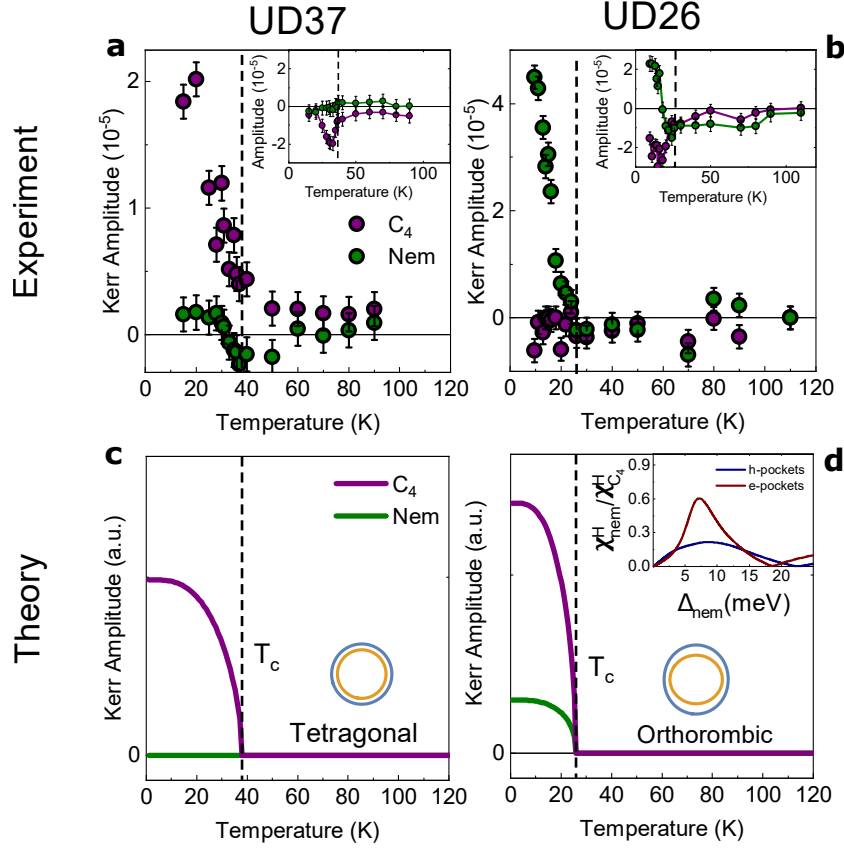 UD37
UD26
Experiment
Theory
a
Kerr Amplitude (10⁻⁵)
2
1
0
0 20 40 60 80 100 120
Temperature (K)
C₄
Nem
Amplitude (10⁻⁵)
2
0
-2
0 50 100
Temperature (K)
b
Kerr Amplitude (10⁻⁵)
4
2
0
0 20 40 60 80 100 120
Temperature (K)
Amplitude (10⁻⁵)
2
0
-2
0 50 100
Temperature (K)
c
Kerr Amplitude (a.u.)
0
0 20 40 60 80 100 120
Temperature (K)
C₄
Nem
T_c
Tetragonal
d
Kerr Amplitude (a.u.)
0
0 20 40 60 80 100 120
Temperature (K)
T_c
Orthorombic
χ^H_nem/χ^H_C₄
0.9
0.6
0.3
0.0
5 10 15 20
Δ_nem(meV)
h-pockets
e-pockets